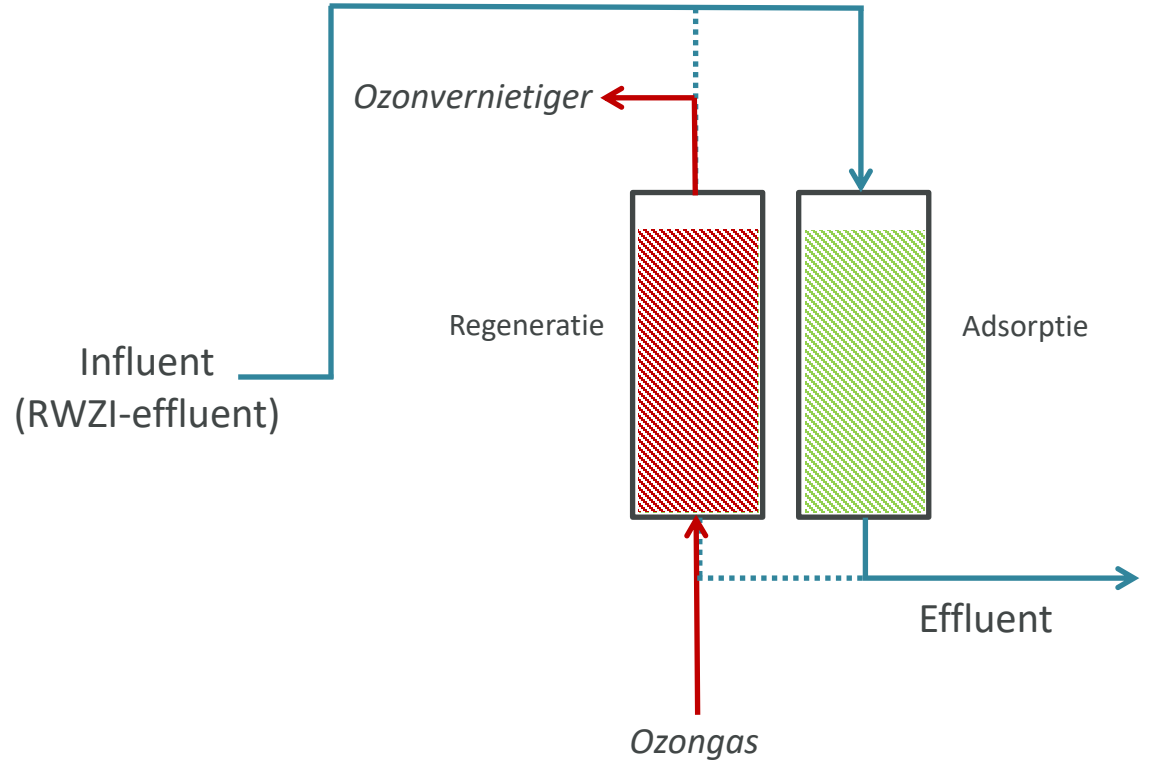 Ozonvernietiger
Regeneratie
Adsorptie
Influent
(RWZI-effluent)
Effluent
Ozongas